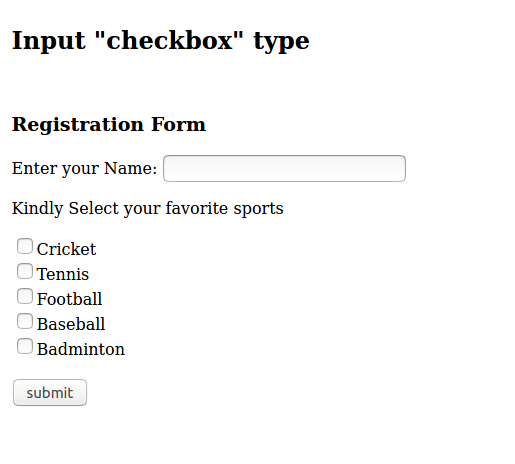 Input "checkbox" type
Registration Form
Enter your Name:
Kindly Select your favorite sports
Cricket
Tennis
Football
Baseball
Badminton
submit